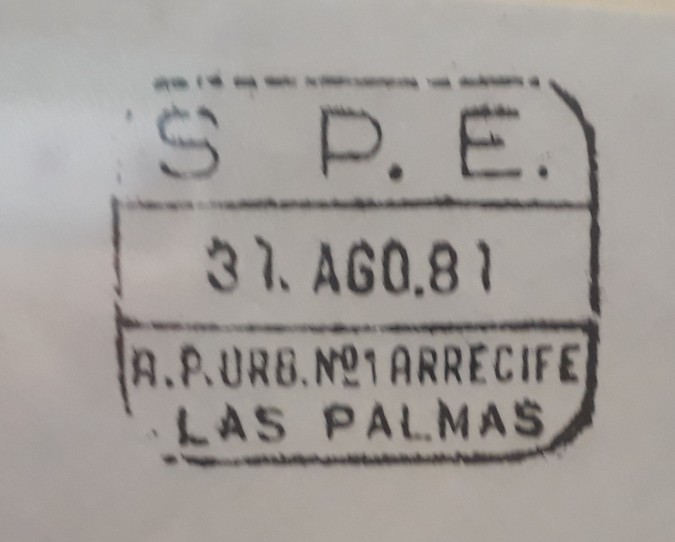 S P. E.
31. AGO.81
A.P.URB.Nº1 ARRECIFE
LAS PALMAS